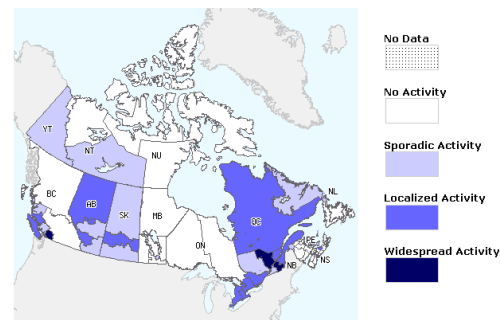 No Data
No Activity
Sporadic Activity
Localized Activity
Widespread Activity
YT
NT
NU
BC
AB
SK
MB
ON
QC
NL
PE
NB
NS